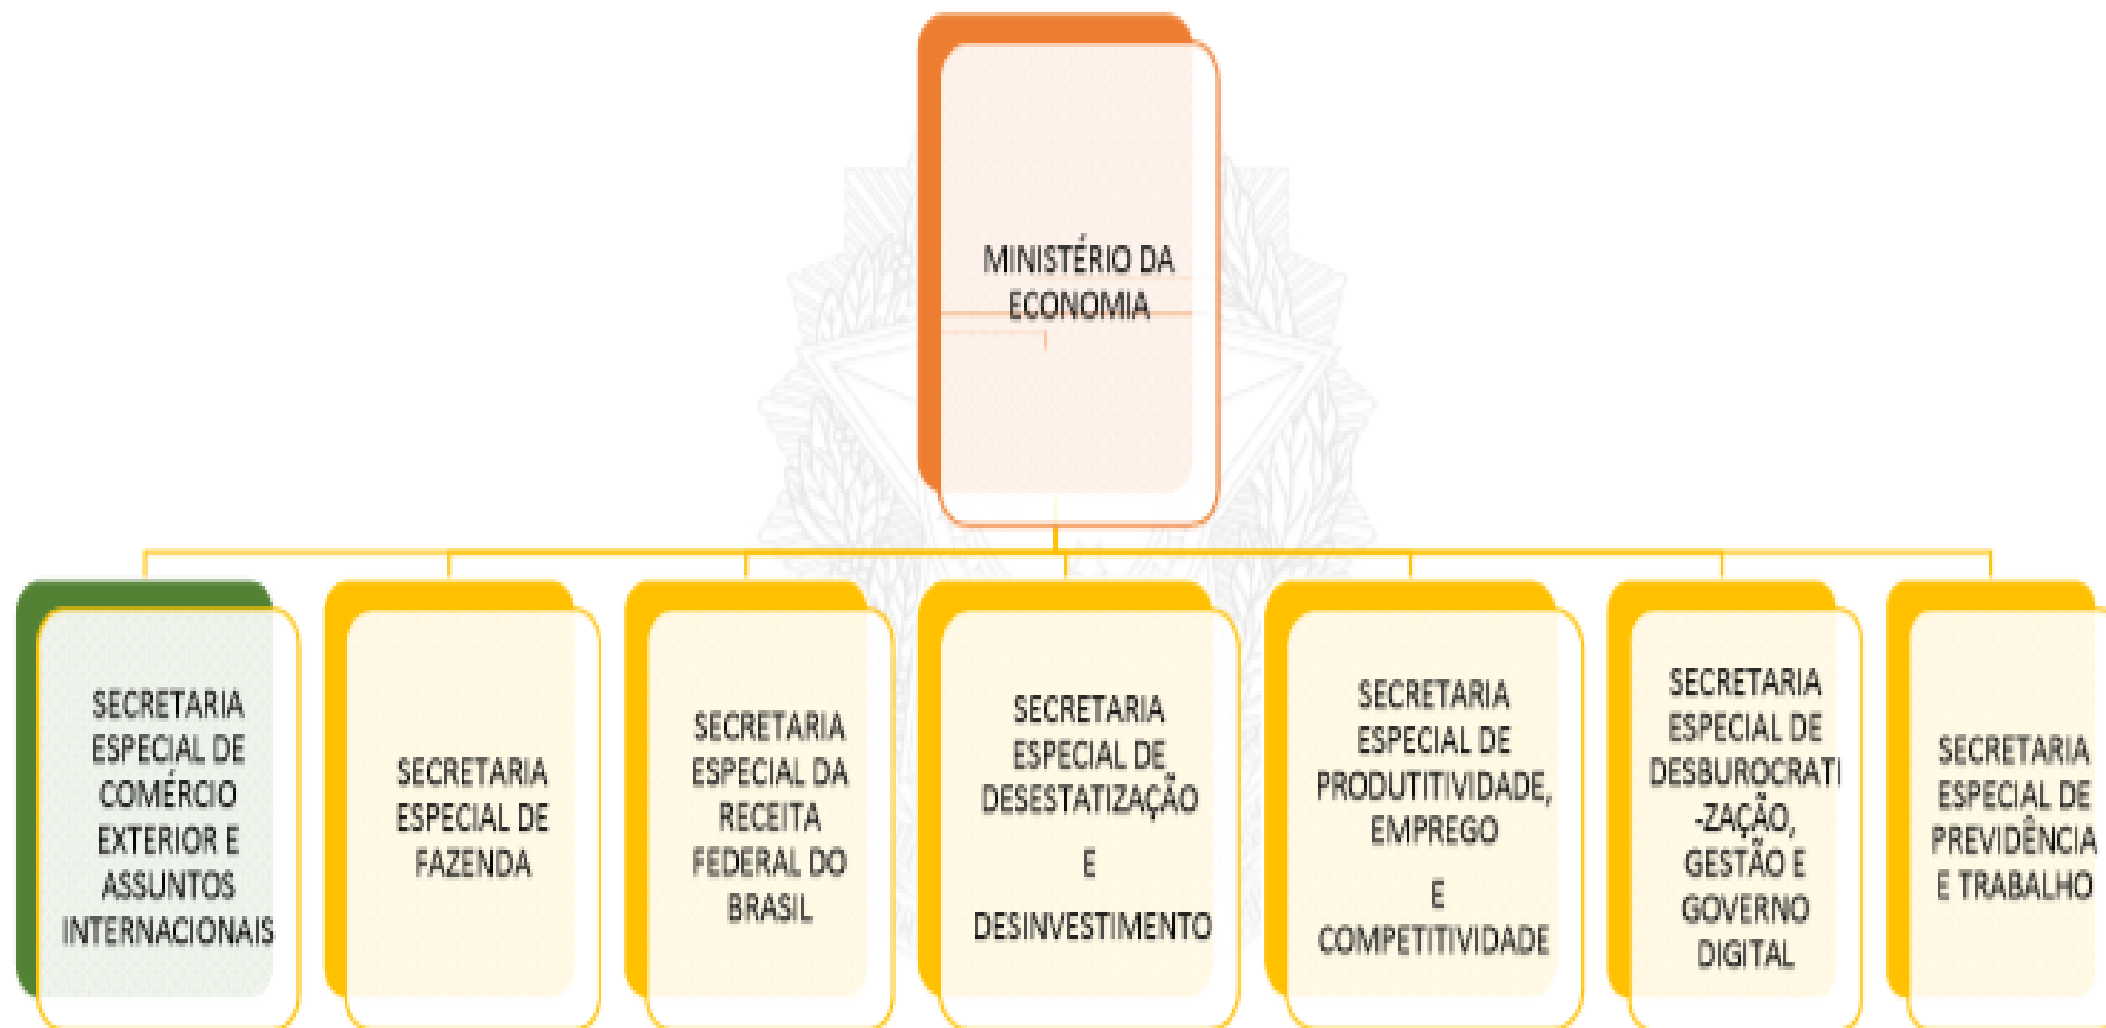 MINISTÉRIO DA
ECONOMIA
SECRETARIA
ESPECIAL DE
COMÉRCIO
EXTERIOR E
ASSUNTOS
INTERNACIONAIS
SECRETARIA
ESPECIAL DE
FAZENDA
SECRETARIA
ESPECIAL DA
RECEITA
FEDERAL DO
BRASIL
SECRETARIA
ESPECIAL DE
DESESTATIZAÇÃO
E
DESINVESTIMENTO
SECRETARIA
ESPECIAL DE
PRODUTITIVIDADE,
EMPREGO
E
COMPETITIVIDADE
SECRETARIA
ESPECIAL DE
DESBUROCRATI
-ZAÇÃO,
GESTÃO E
GOVERNO
DIGITAL
SECRETARIA
ESPECIAL DE
PREVIDÊNCIA
E TRABALHO